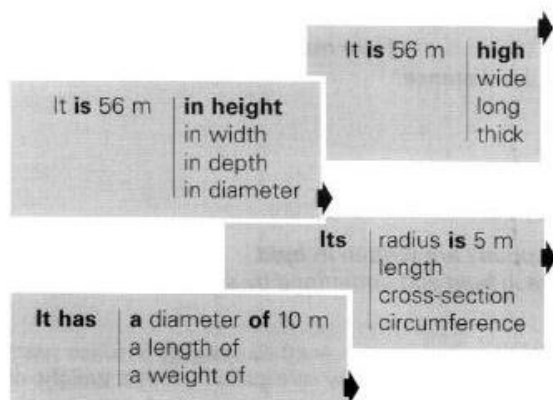 It is 56 m high
wide
long
thick
It is 56 m in height
in width
in depth
in diameter
Its radius is 5 m
length
cross-section
circumference
It has a diameter of 10 m
a length of
a weight of